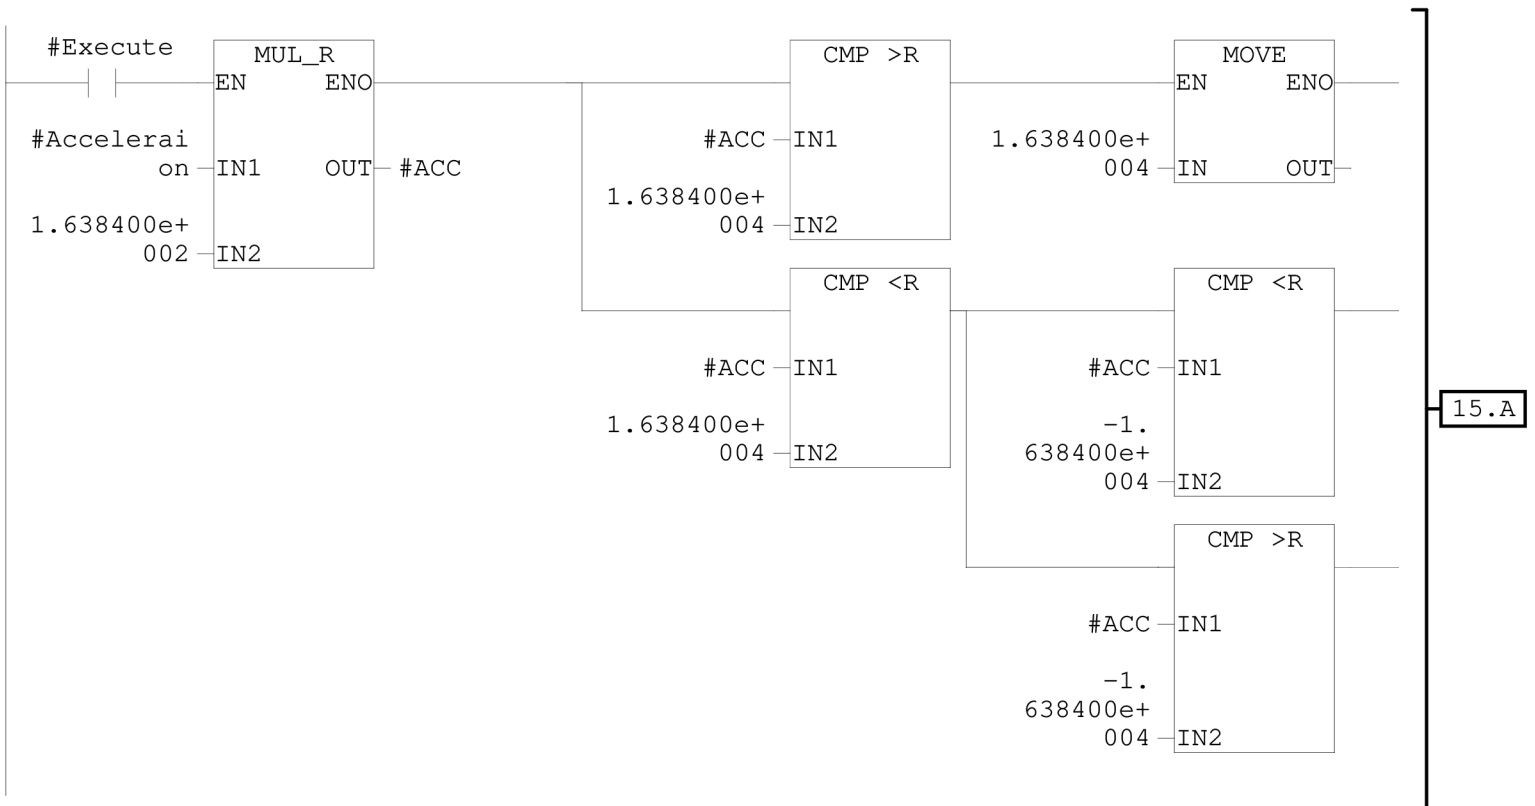 #Execute
MUL_R
CMP >R
MOVE
EN ENO
EN ENO
#Accelerai
on
IN1 OUT
#ACC
#ACC
IN1
1.638400e+
004
IN OUT
1.638400e+
002
IN2
1.638400e+
004
IN2
CMP <R
CMP <R
#ACC
IN1
#ACC
IN1
1.638400e+
004
IN2
-1.
638400e+
004
IN2
15.A
CMP >R
#ACC
IN1
-1.
638400e+
004
IN2